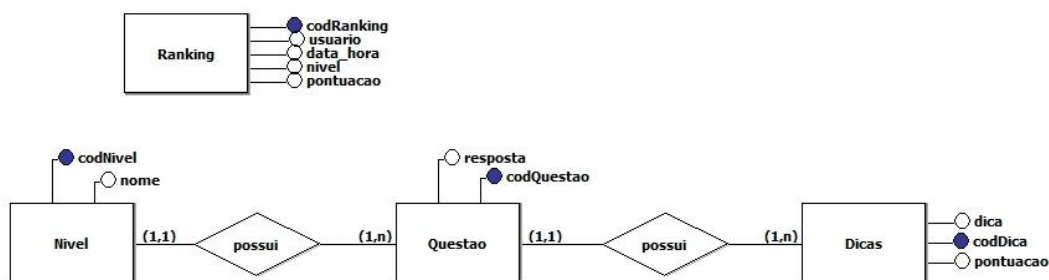 Ranking
codRanking
usuario
data_hora
nivel
pontuacao
codNivel
nome
resposta
codQuestao
Nivel
(1,1)
possui
(1,n)
Questao
(1,1)
possui
(1,n)
Dicas
dica
codDica
pontuacao